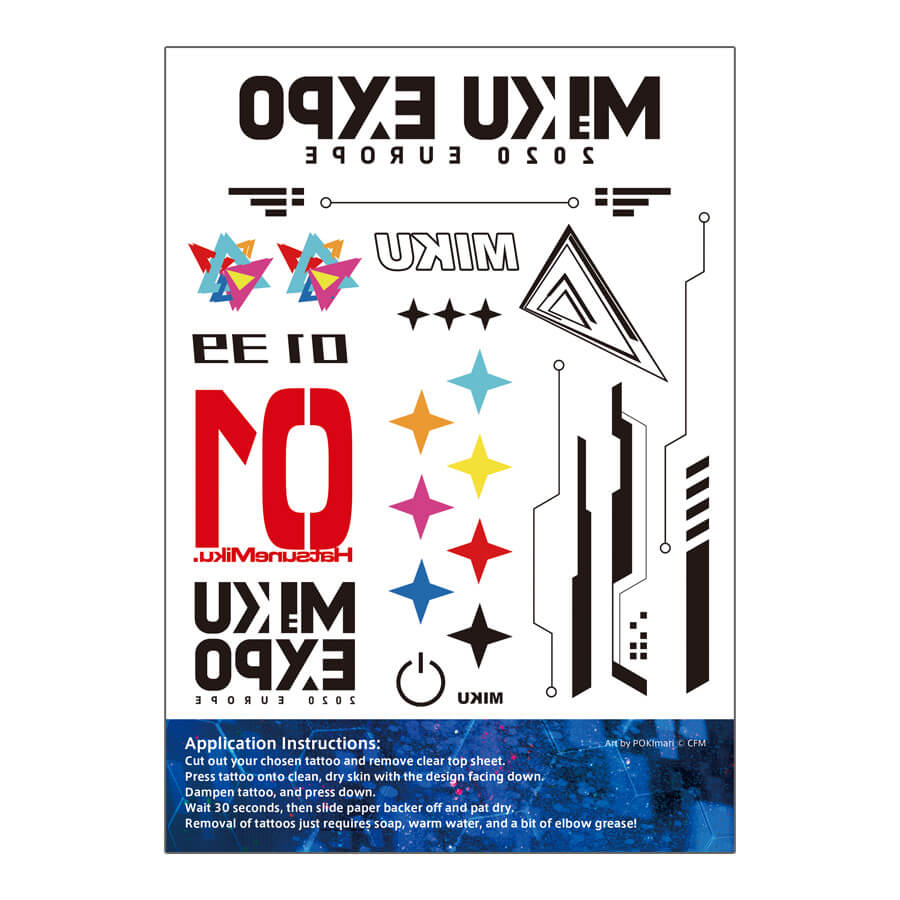 MIKU EXPO
2020 EUROPE
MIKU
01 39
01
HatsuneMiku.
MIKU
EXPO
2020 EUROPE
MIKU
Application Instructions:
Cut out your chosen tattoo and remove clear top sheet.
Press tattoo onto clean, dry skin with the design facing down.
Dampen tattoo, and press down.
Wait 30 seconds, then slide paper backer off and pat dry.
Removal of tattoos just requires soap, warm water, and a bit of elbow grease!
Art by POKImari © CFM